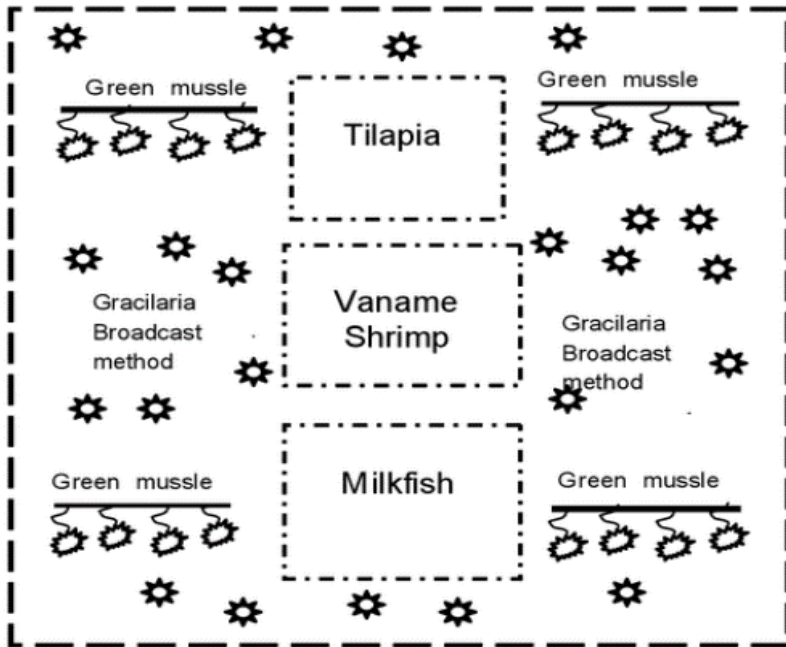 Green mussle
Tilapia
Green mussle
Gracilaria
Broadcast
method
Vaname
Shrimp
Gracilaria
Broadcast
method
Green mussle
Milkfish
Green mussle